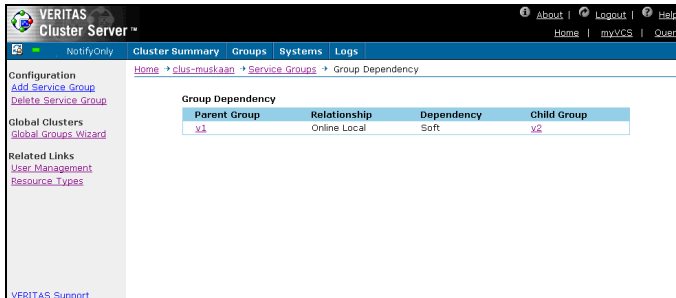 VERITAS
Cluster Server™
About | Logout | Help
Home | myVCS |
NotifyOnly
Cluster Summary Groups Systems Logs
Home → clus-muskaan → Service Groups → Group Dependency
Configuration
Add Service Group
Delete Service Group
Global Clusters
Global Groups Wizard
Related Links
User Management
Resource Types
VERITAS Support
Group Dependency
Parent Group Relationship Dependency Child Group
v1 Online Local Soft v2